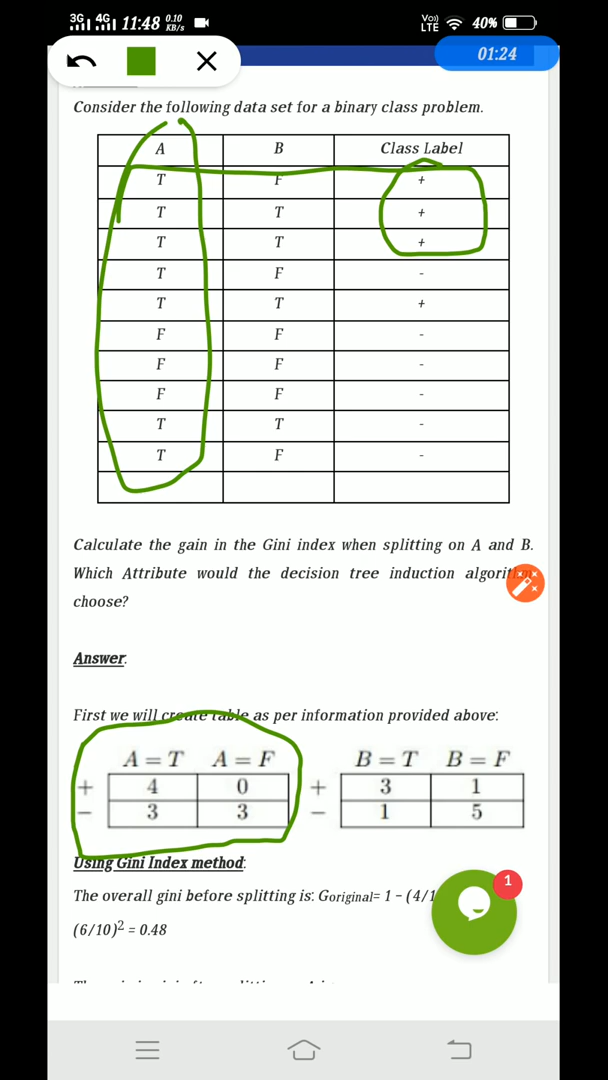 3G 4G 11:48 0.10 KB/s Vo)) LTE 40%
01:24
Consider the following data set for a binary class problem.
A B Class Label
T F +
T T +
T T +
T F -
T T +
F F -
F F -
F F -
T T -
T F -
Calculate the gain in the Gini index when splitting on A and B.
Which Attribute would the decision tree induction algorithm
choose?
Answer.
First we will create table as per information provided above:
A = T A = F B = T B = F
+ 4 0 + 3 1
− 3 3 − 1 5
Using Gini Index method:
1
The overall gini before splitting is: Goriginal= 1 − (4/1
(6/10)² = 0.48